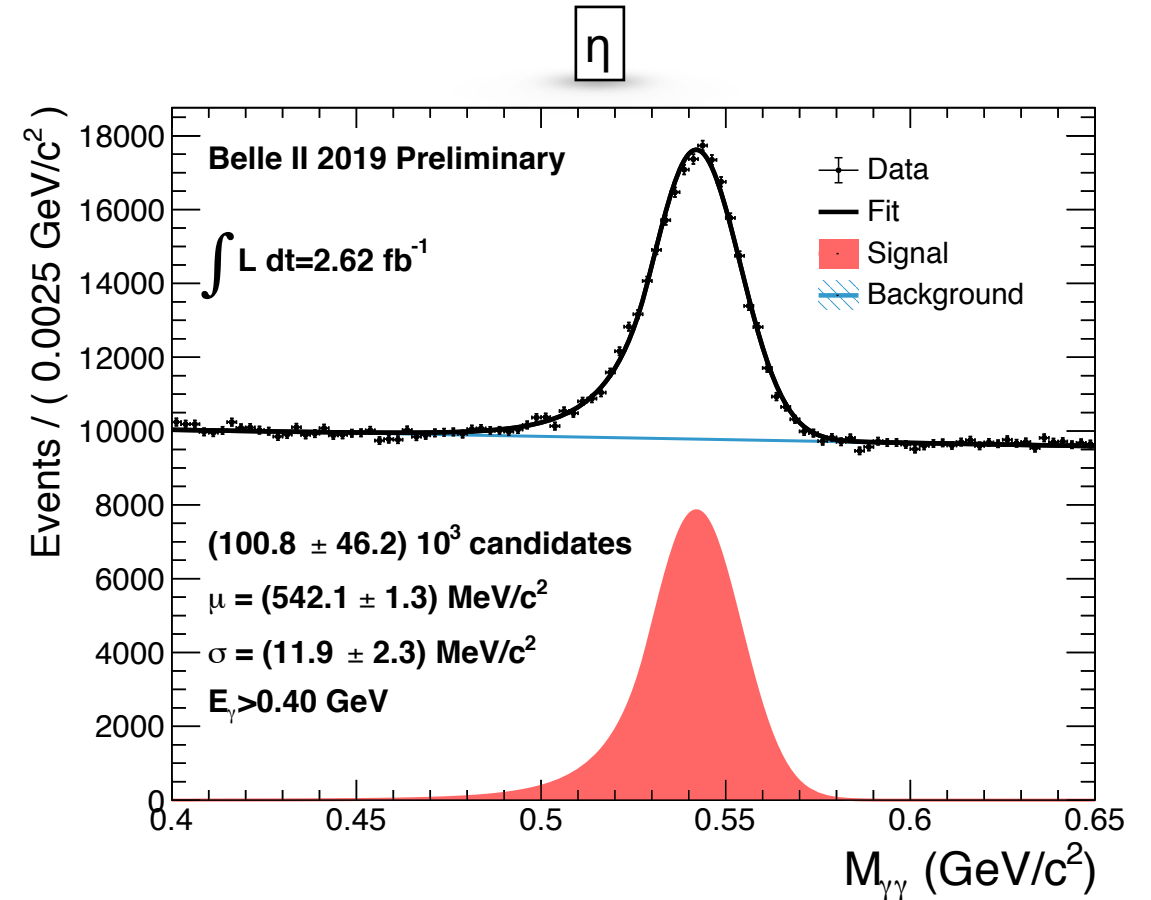 η
Events / ( 0.0025 GeV/c² )
18000
16000
14000
12000
10000
8000
6000
4000
2000
0
Belle II 2019 Preliminary
∫ L dt=2.62 fb⁻¹
Data
Fit
Signal
Background
(100.8 ± 46.2) 10³ candidates
μ = (542.1 ± 1.3) MeV/c²
σ = (11.9 ± 2.3) MeV/c²
Eγ>0.40 GeV
0.4 0.45 0.5 0.55 0.6 0.65
Mγγ (GeV/c²)